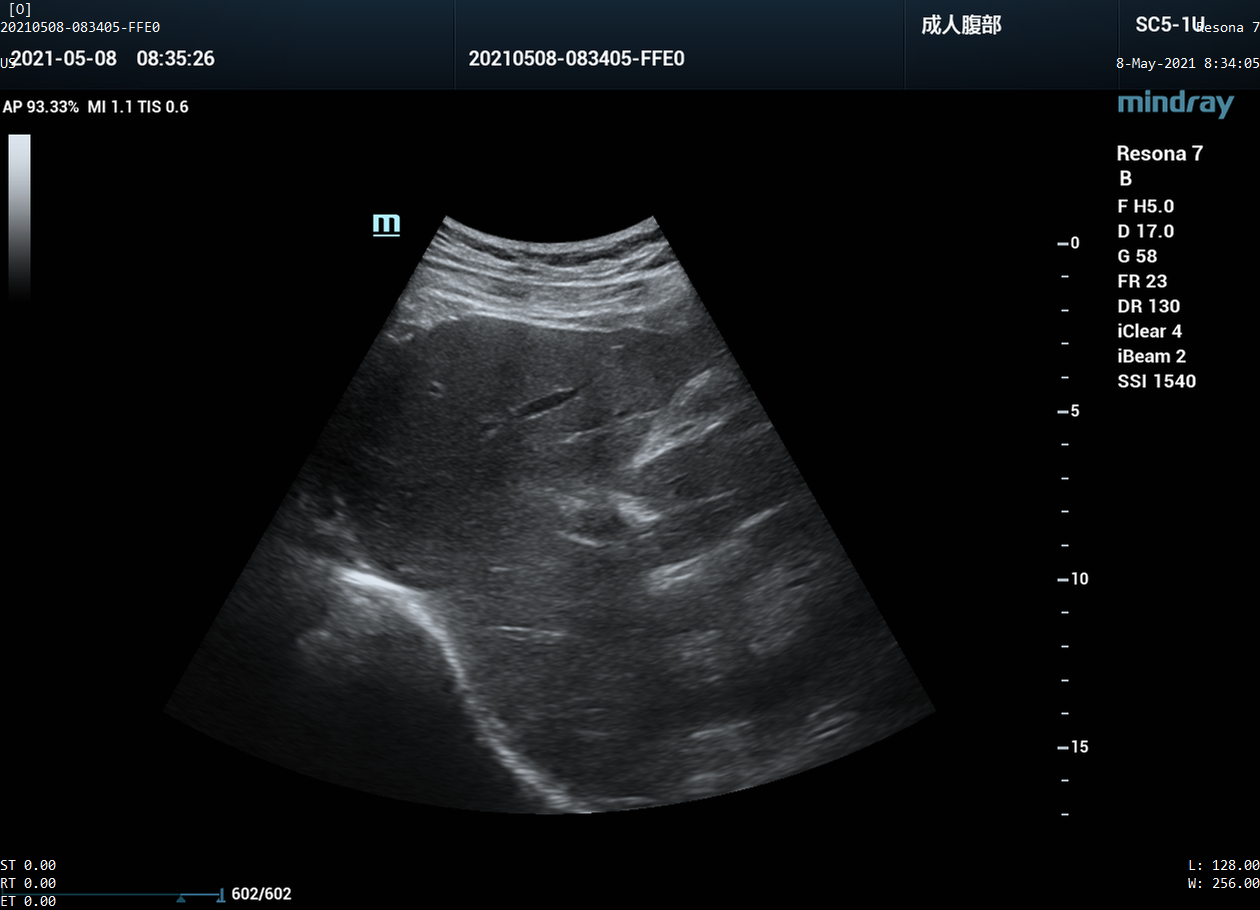 [O]
20210508-083405-FFE0
成人腹部
SC5-1U
Resona 7
US
2021-05-08 08:35:26
20210508-083405-FFE0
8-May-2021 8:34:05
AP 93.33% MI 1.1 TIS 0.6
mindray
Resona 7
B
F H5.0
D 17.0
G 58
FR 23
DR 130
iClear 4
iBeam 2
SSI 1540
m
0
5
10
15
ST 0.00
RT 0.00
ET 0.00
602/602
L: 128.00
W: 256.00